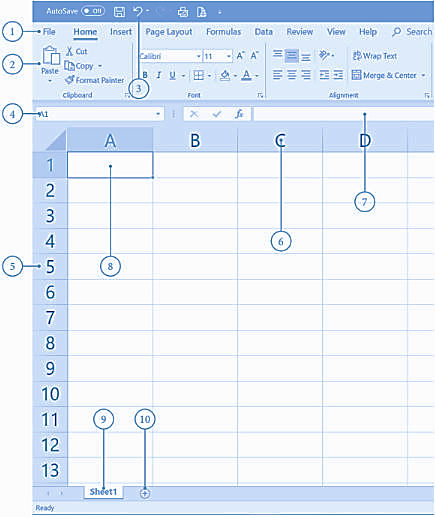 AutoSave Off
1 File Home Insert Page Layout Formulas Data Review View Help Search
2 Paste Cut Calibri 11 A A Wrap Text
Copy
Format Painter B I U A Merge & Center
3
Clipboard Font Alignment
4 A1 fx
A B C D
1
2
7
3
4 6
5 5 8
6
7
8
9
10
11 9 10
12
13
Sheet1
Ready